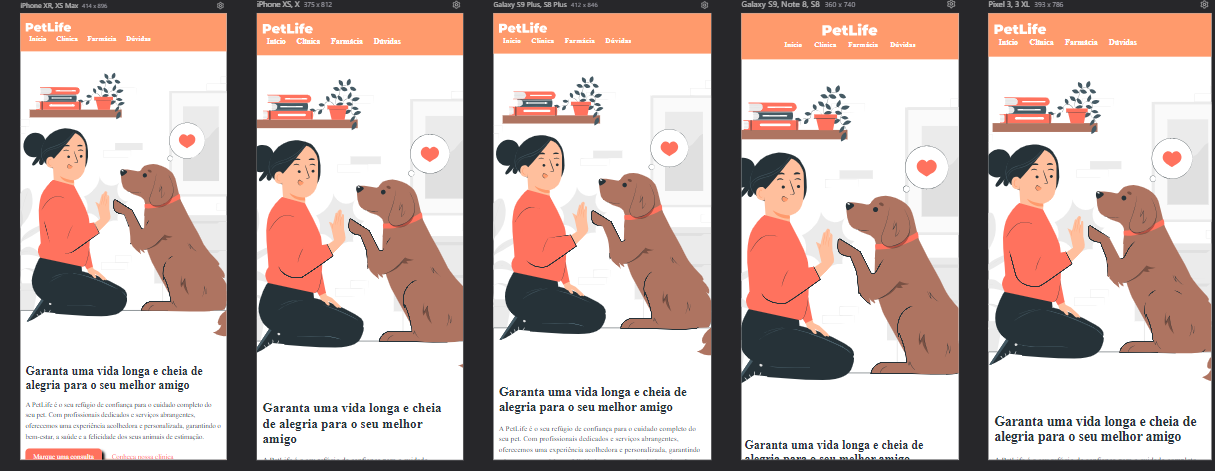 iPhone XR, XS Max 414 x 896
PetLife
Início Clínica Farmácia Dúvidas
Garanta uma vida longa e cheia de
alegria para o seu melhor amigo
A PetLife é o seu refúgio de confiança para o cuidado completo do
seu pet. Com profissionais dedicados e serviços abrangentes,
oferecemos uma experiência acolhedora e personalizada, garantindo o
bem-estar, a saúde e a felicidade dos seus animais de estimação.
Marque uma consulta Conheça nossa clínica
iPhone XS, X 375 x 812
PetLife
Início Clínica Farmácia Dúvidas
Garanta uma vida longa e cheia
de alegria para o seu melhor
amigo
A PetLife é o seu refúgio de confiança para o cuidado
Galaxy S9 Plus, S8 Plus 412 x 846
PetLife
Início Clínica Farmácia Dúvidas
Garanta uma vida longa e cheia de
alegria para o seu melhor amigo
A PetLife é o seu refúgio de confiança para o cuidado completo do
seu pet. Com profissionais dedicados e serviços abrangentes,
oferecemos uma experiência acolhedora e personalizada, garantindo
Galaxy S9, Note 8, S8 360 x 740
PetLife
Início Clínica Farmácia Dúvidas
Garanta uma vida longa e cheia de
alegria para o seu melhor amigo
Pixel 3, 3 XL 393 x 786
PetLife
Início Clínica Farmácia Dúvidas
Garanta uma vida longa e cheia de
alegria para o seu melhor amigo